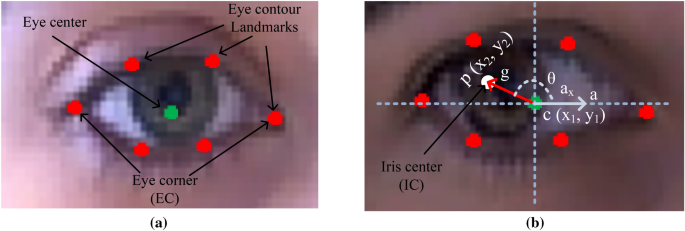 Eye center
Eye contour
Landmarks
Eye corner
(EC)
(a)
p (x₂, y₂)
g
θ
aₓ
a
c (x₁, y₁)
Iris center
(IC)
(b)